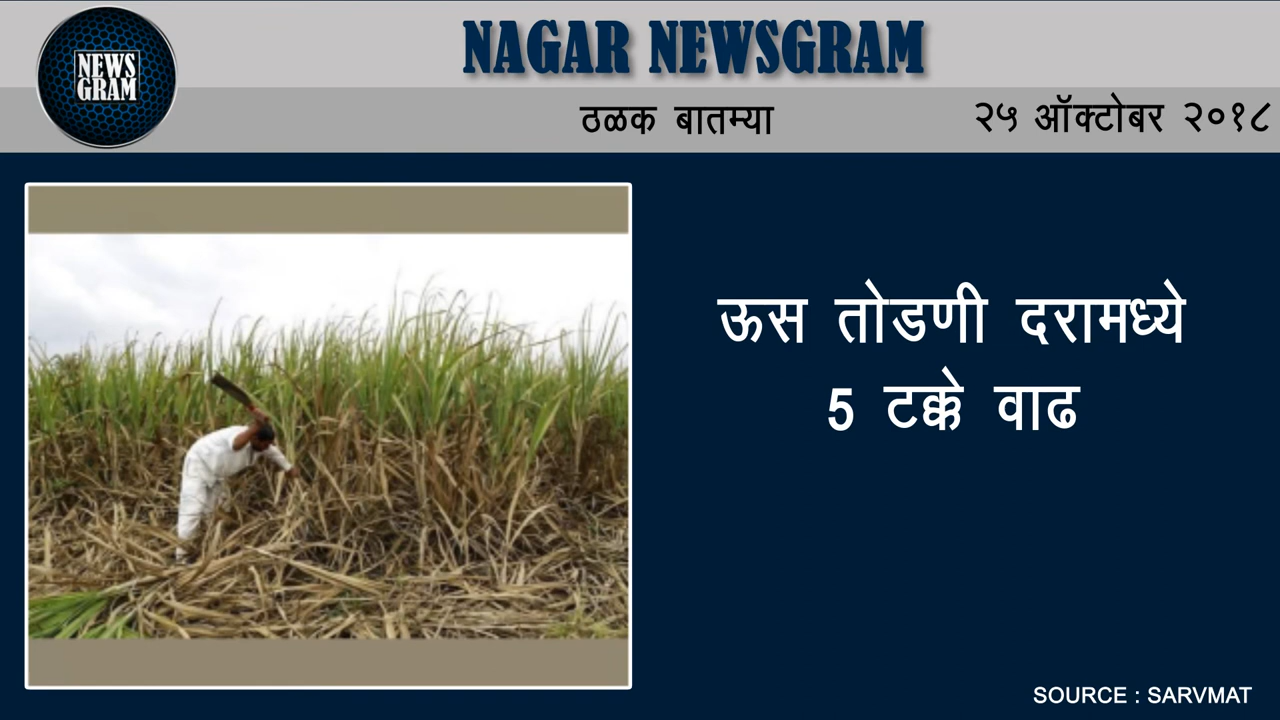 NEWS
GRAM
NAGAR NEWSGRAM
ठळक बातम्या
२५ ऑक्टोबर २०१८
ऊस तोडणी दरामध्ये
5 टक्के वाढ
SOURCE : SARVMAT